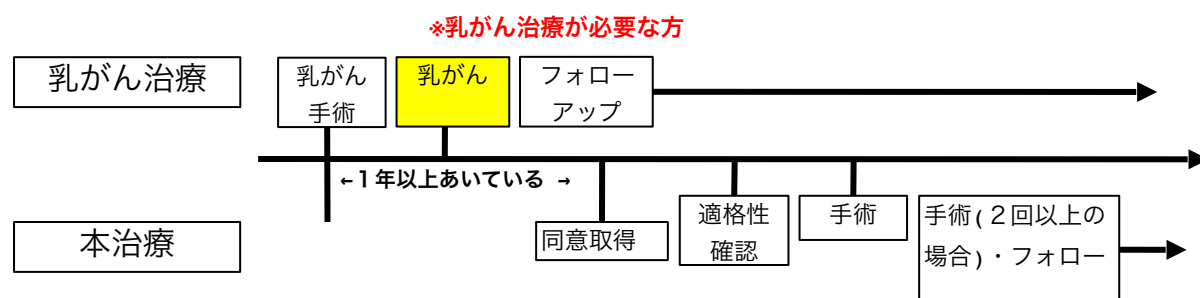 ※乳がん治療が必要な方
乳がん治療
乳がん
手術
乳がん
フォロー
アップ
←１年以上あいている →
本治療
同意取得
適格性
確認
手術
手術(２回以上の
場合)・フォロー